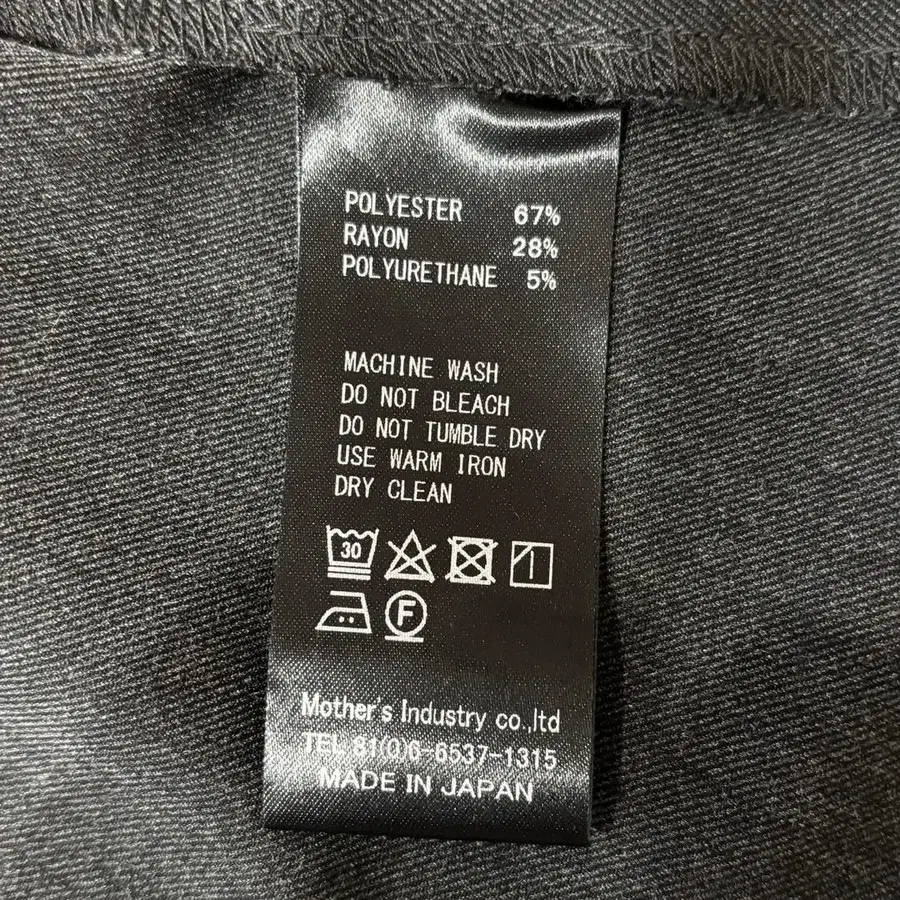 POLYESTER 67%
RAYON 28%
POLYURETHANE 5%
MACHINE WASH
DO NOT BLEACH
DO NOT TUMBLE DRY
USE WARM IRON
DRY CLEAN
30
F
Mother's Industry co.,ltd
TEL 81(0)6-6537-1315
MADE IN JAPAN